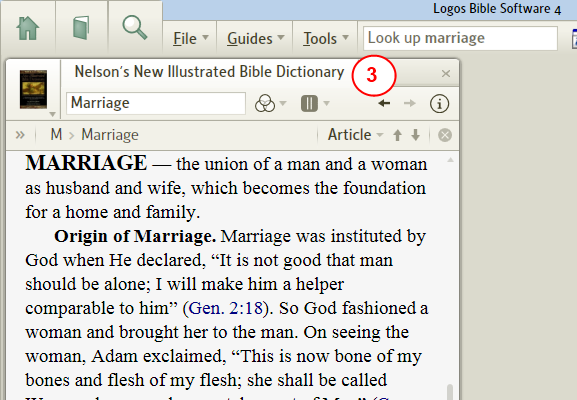 Logos Bible Software 4
File Guides Tools Look up marriage
Nelson's New Illustrated Bible Dictionary 3
Marriage
» M › Marriage Article
MARRIAGE — the union of a man and a woman
as husband and wife, which becomes the foundation
for a home and family.
Origin of Marriage. Marriage was instituted by
God when He declared, “It is not good that man
should be alone; I will make him a helper
comparable to him” (Gen. 2:18). So God fashioned a
woman and brought her to the man. On seeing the
woman, Adam exclaimed, “This is now bone of my
bones and flesh of my flesh; she shall be called